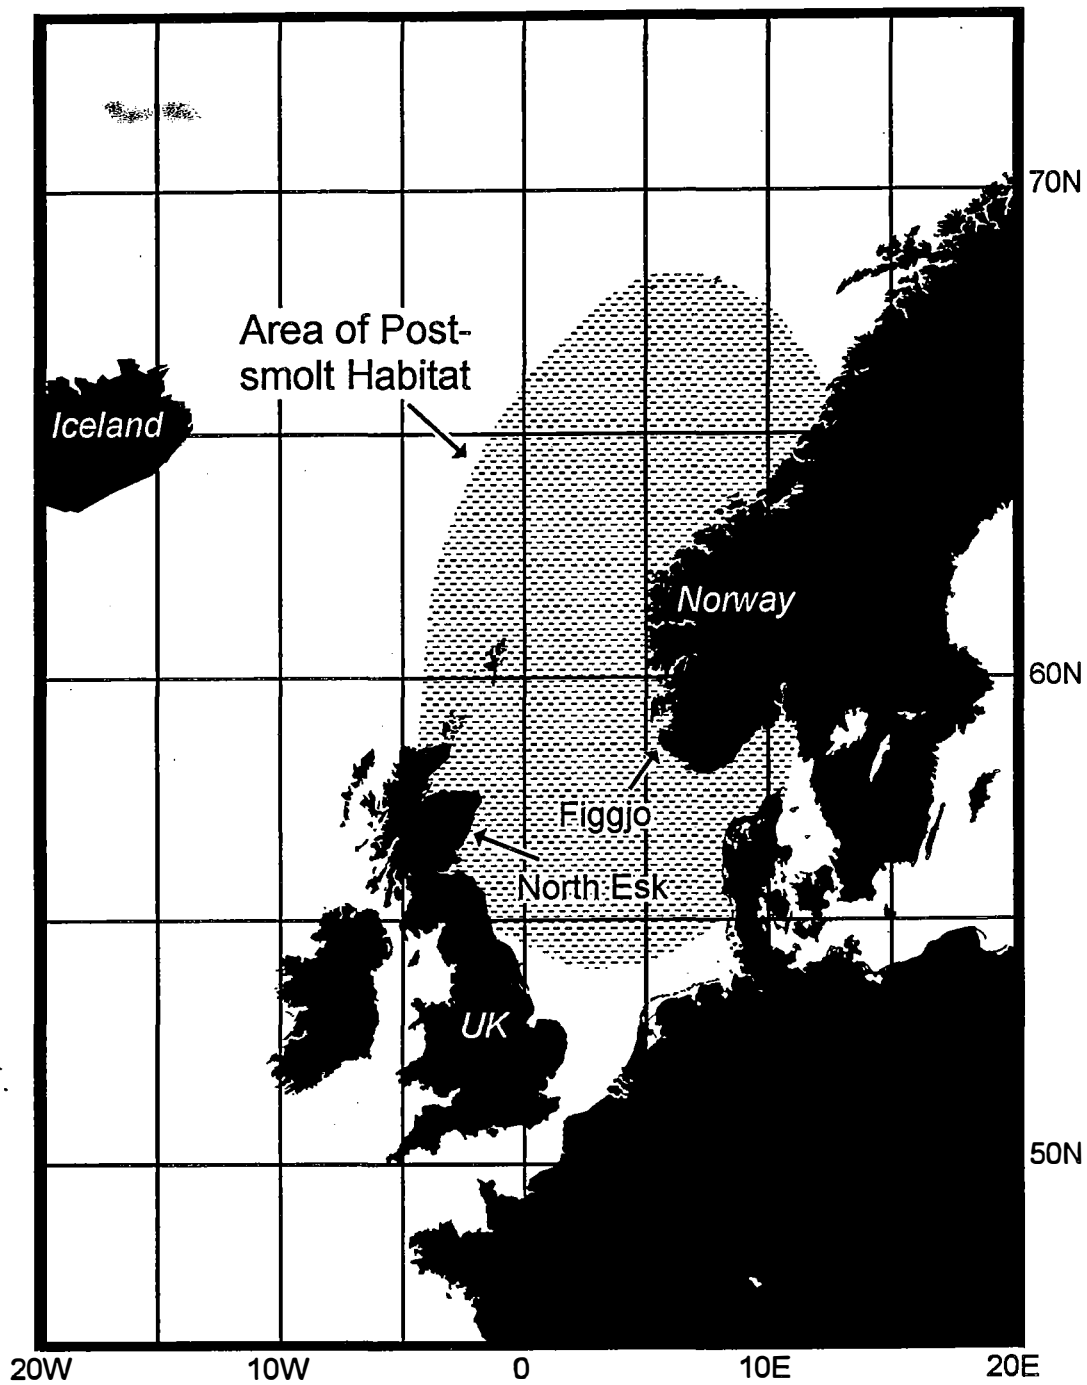 70N
Area of Post-
smolt Habitat
Iceland
Norway
60N
Figgjo
North Esk
UK
50N
20W 10W 0 10E 20E